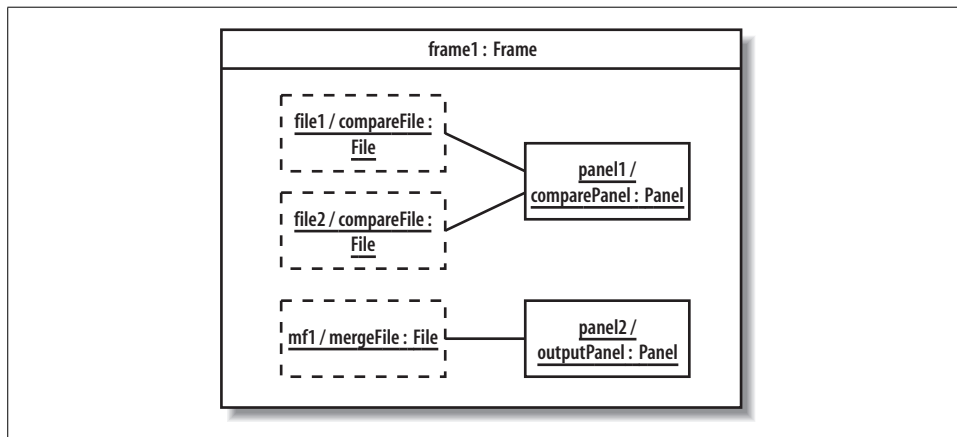 frame1 : Frame
file1 / compareFile :
File
file2 / compareFile :
File
panel1 /
comparePanel : Panel
mf1 / mergeFile : File
panel2 /
outputPanel : Panel